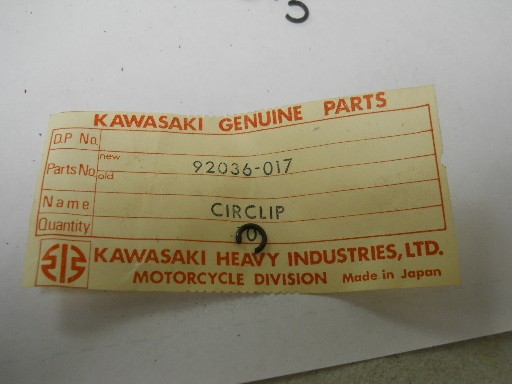 KAWASAKI GENUINE PARTS
D.P No.
Parts No. new 92036-017
old
Name CIRCLIP
Quantity
KAWASAKI HEAVY INDUSTRIES, LTD.
MOTORCYCLE DIVISION Made in Japan